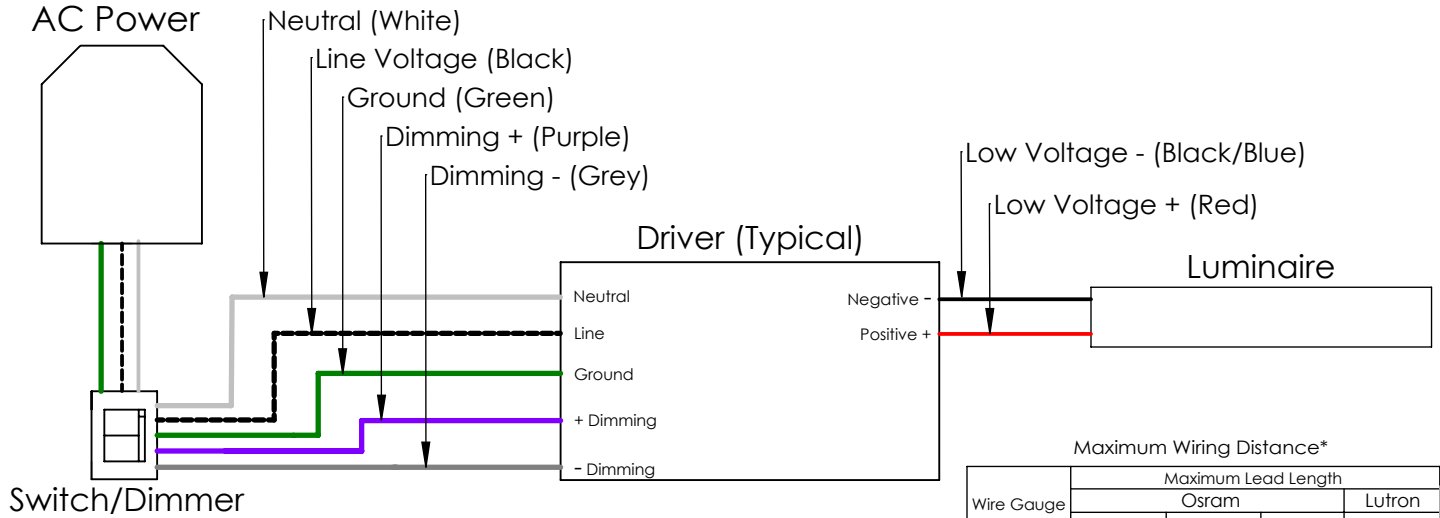 AC Power
Neutral (White)
Line Voltage (Black)
Ground (Green)
Dimming + (Purple)
Dimming - (Grey)
Low Voltage - (Black/Blue)
Low Voltage + (Red)
Driver (Typical)
Luminaire
Neutral
Negative -
Line
Positive +
Ground
+ Dimming
- Dimming
Switch/Dimmer
Maximum Wiring Distance*
Maximum Lead Length
Wire Gauge
Osram
Lutron